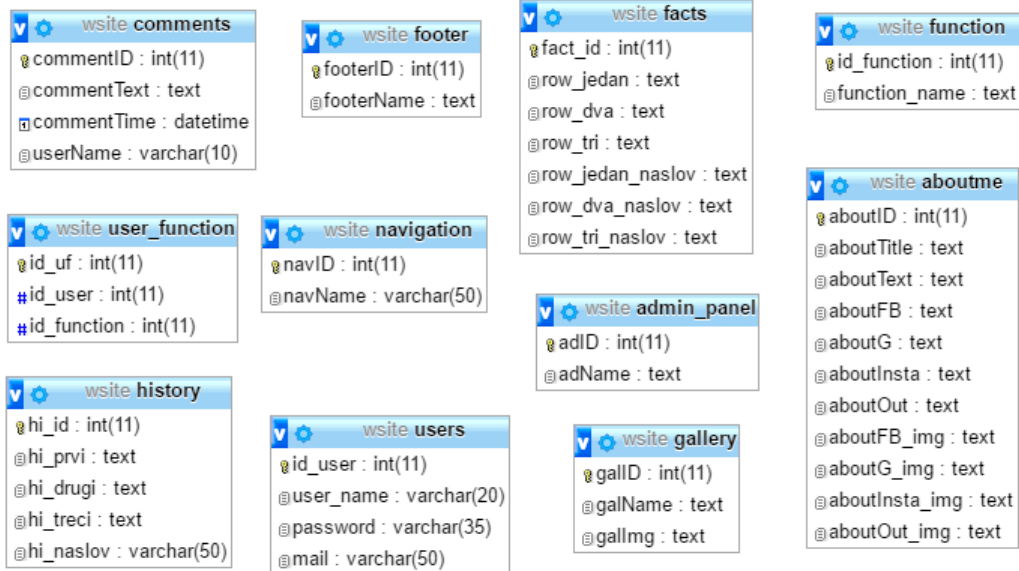 wsite comments
commentID : int(11)
commentText : text
commentTime : datetime
userName : varchar(10)
wsite footer
footerID : int(11)
footerName : text
wsite facts
fact_id : int(11)
row_jedan : text
row_dva : text
row_tri : text
row_jedan_naslov : text
row_dva_naslov : text
row_tri_naslov : text
wsite function
id_function : int(11)
function_name : text
wsite user_function
id_uf : int(11)
id_user : int(11)
id_function : int(11)
wsite navigation
navID : int(11)
navName : varchar(50)
wsite admin_panel
adID : int(11)
adName : text
wsite aboutme
aboutID : int(11)
aboutTitle : text
aboutText : text
aboutFB : text
aboutG : text
aboutInsta : text
aboutOut : text
aboutFB_img : text
aboutG_img : text
aboutInsta_img : text
aboutOut_img : text
wsite history
hi_id : int(11)
hi_prvi : text
hi_drugi : text
hi_treci : text
hi_naslov : varchar(50)
wsite users
id_user : int(11)
user_name : varchar(20)
password : varchar(35)
mail : varchar(50)
wsite gallery
galID : int(11)
galName : text
galImg : text